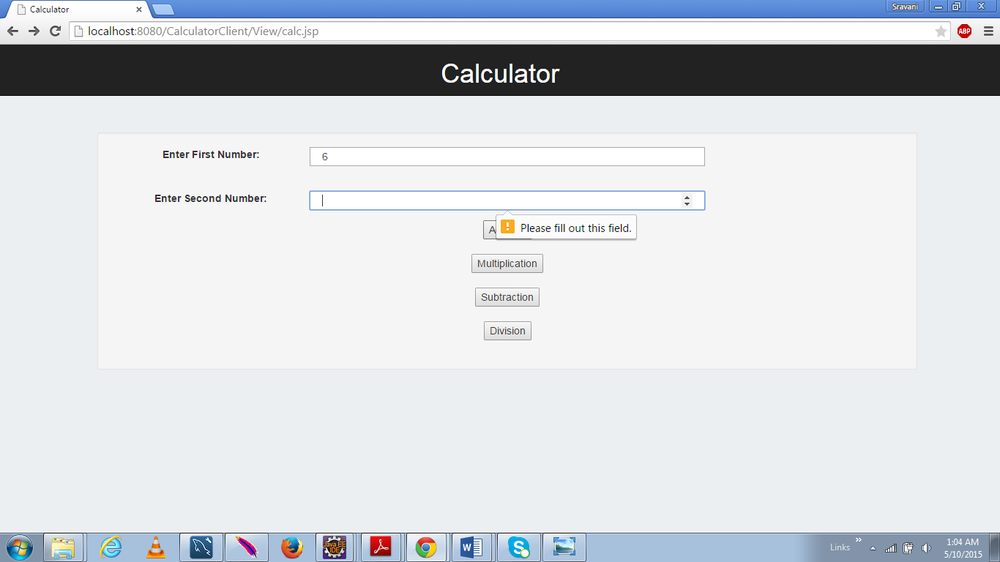 Calculator
Sravani
localhost:8080/CalculatorClient/View/calc.jsp
ABP
Calculator
Enter First Number: 6
Enter Second Number:
A
Please fill out this field.
Multiplication
Subtraction
Division
Java EE
IDE
Links
1:04 AM
5/10/2015